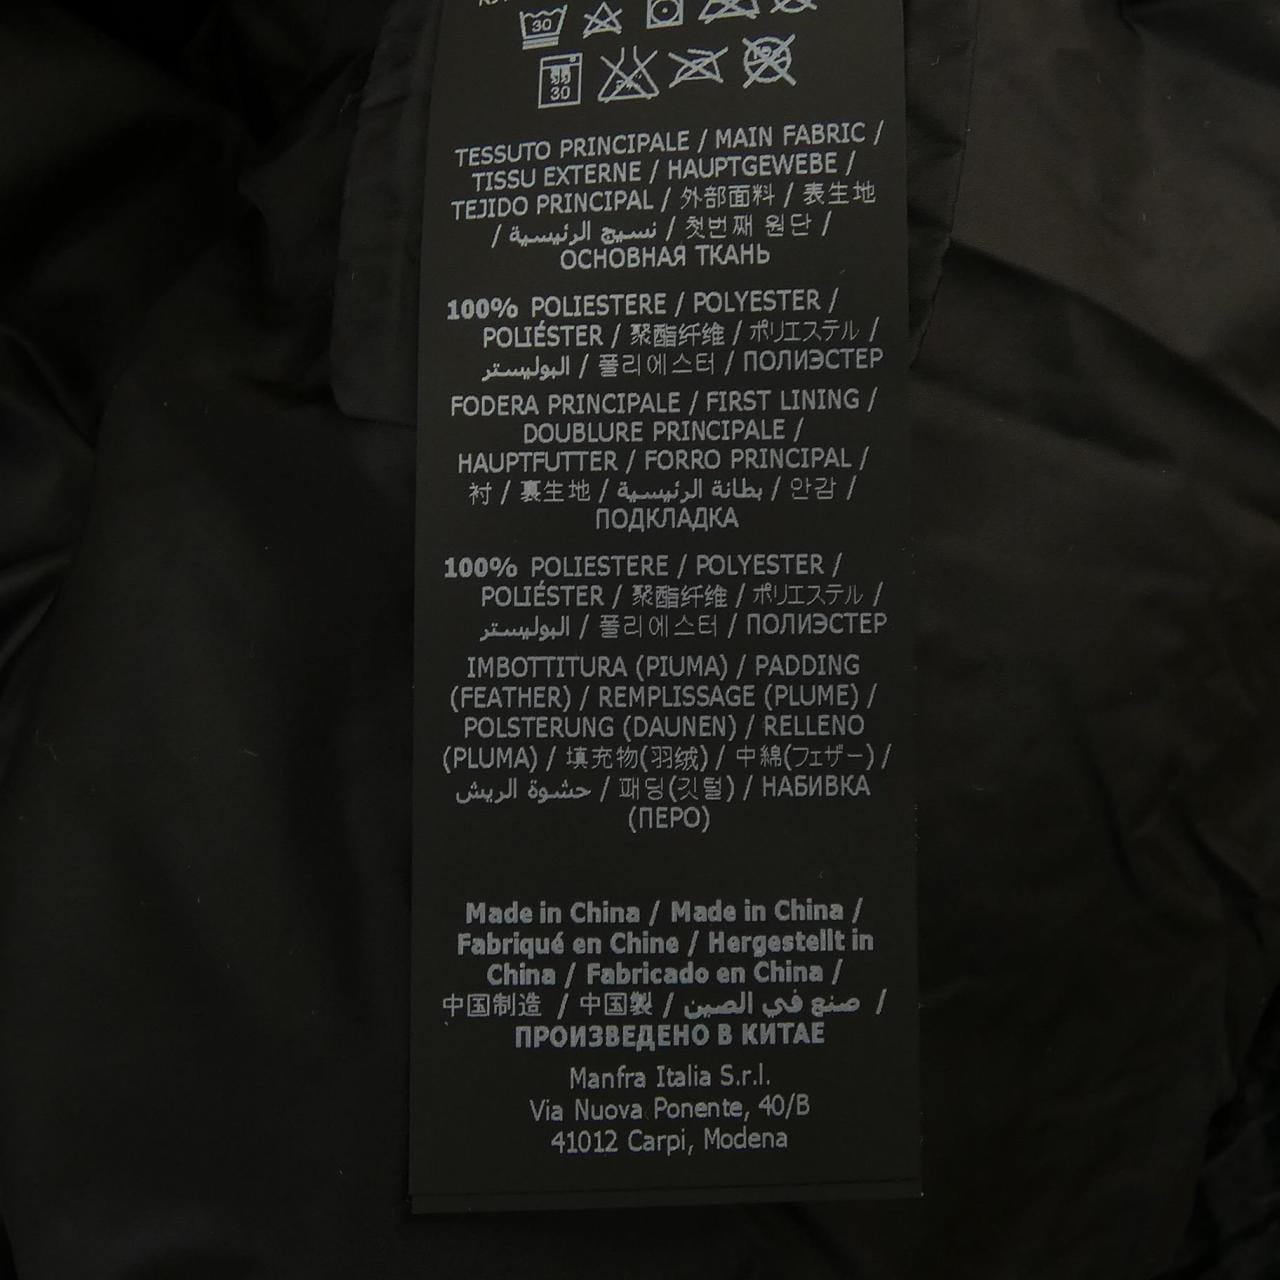 30
30
TESSUTO PRINCIPALE / MAIN FABRIC /
TISSU EXTERNE / HAUPTGEWEBE /
TEJIDO PRINCIPAL / 外部面料 / 表生地
/ نسيج الرئيسية / 첫번째 원단 /
ОСНОВНАЯ ТКАНЬ
100% POLIESTERE / POLYESTER /
POLIÉSTER / 聚酯纤维 / ポリエステル /
البوليستر / 폴리에스터 / ПОЛИЭСТЕР
FODERA PRINCIPALE / FIRST LINING /
DOUBLURE PRINCIPALE /
HAUPTFUTTER / FORRO PRINCIPAL /
衬 / 裏生地 / بطانة الرئيسية / 안감 /
ПОДКЛАДКА
100% POLIESTERE / POLYESTER /
POLIÉSTER / 聚酯纤维 / ポリエステル /
البوليستر / 폴리에스터 / ПОЛИЭСТЕР
IMBOTTITURA (PIUMA) / PADDING
(FEATHER) / REMPLISSAGE (PLUME) /
POLSTERUNG (DAUNEN) / RELLENO
(PLUMA) / 填充物(羽绒) / 中綿(フェザー) /
حشوة الريش / 패딩(깃털) / НАБИВКА
(ПЕРО)
Made in China / Made in China /
Fabriqué en Chine / Hergestellt in
China / Fabricado en China /
中国制造 / 中国製 / صنع في الصين /
ПРОИЗВЕДЕНО В КИТАЕ
Manfra Italia S.r.l.
Via Nuova Ponente, 40/B
41012 Carpi, Modena